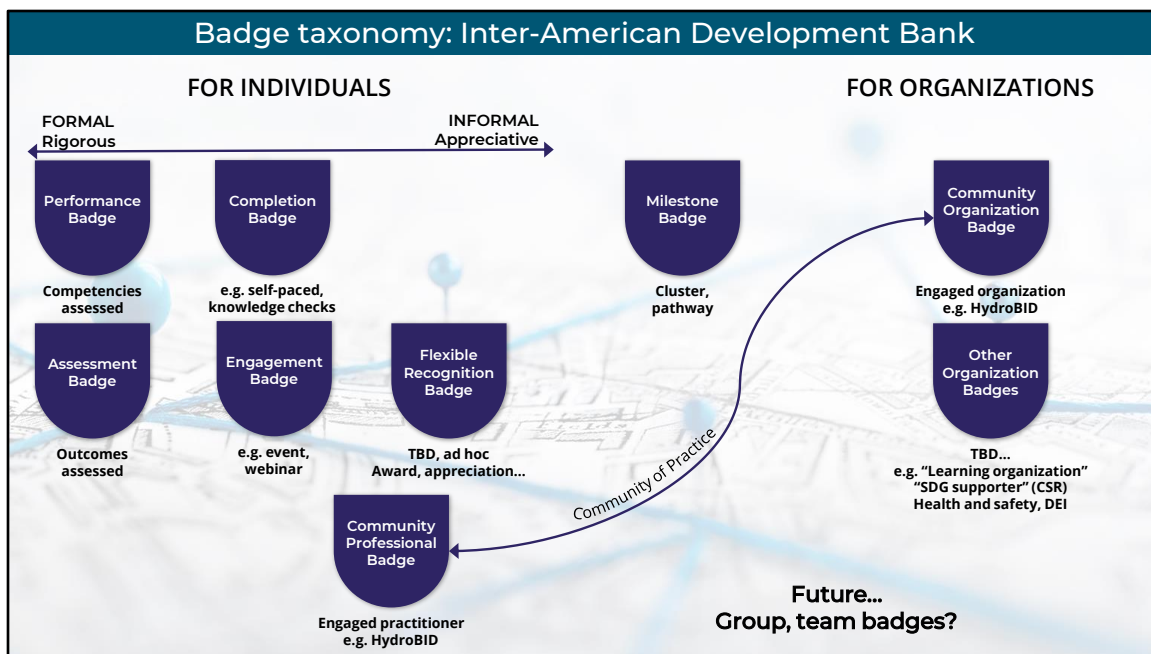 Badge taxonomy: Inter-American Development Bank
FOR INDIVIDUALS
FOR ORGANIZATIONS
FORMAL
Rigorous
INFORMAL
Appreciative
Performance
Badge
Competencies
assessed
Completion
Badge
e.g. self-paced,
knowledge checks
Milestone
Badge
Cluster,
pathway
Community
Organization
Badge
Engaged organization
e.g. HydroBID
Assessment
Badge
Outcomes
assessed
Engagement
Badge
e.g. event,
webinar
Flexible
Recognition
Badge
TBD, ad hoc
Award, appreciation...
Other
Organization
Badges
TBD...
e.g. “Learning organization”
“SDG supporter” (CSR)
Health and safety, DEI
Community of Practice
Community
Professional
Badge
Engaged practitioner
e.g. HydroBID
Future...
Group, team badges?